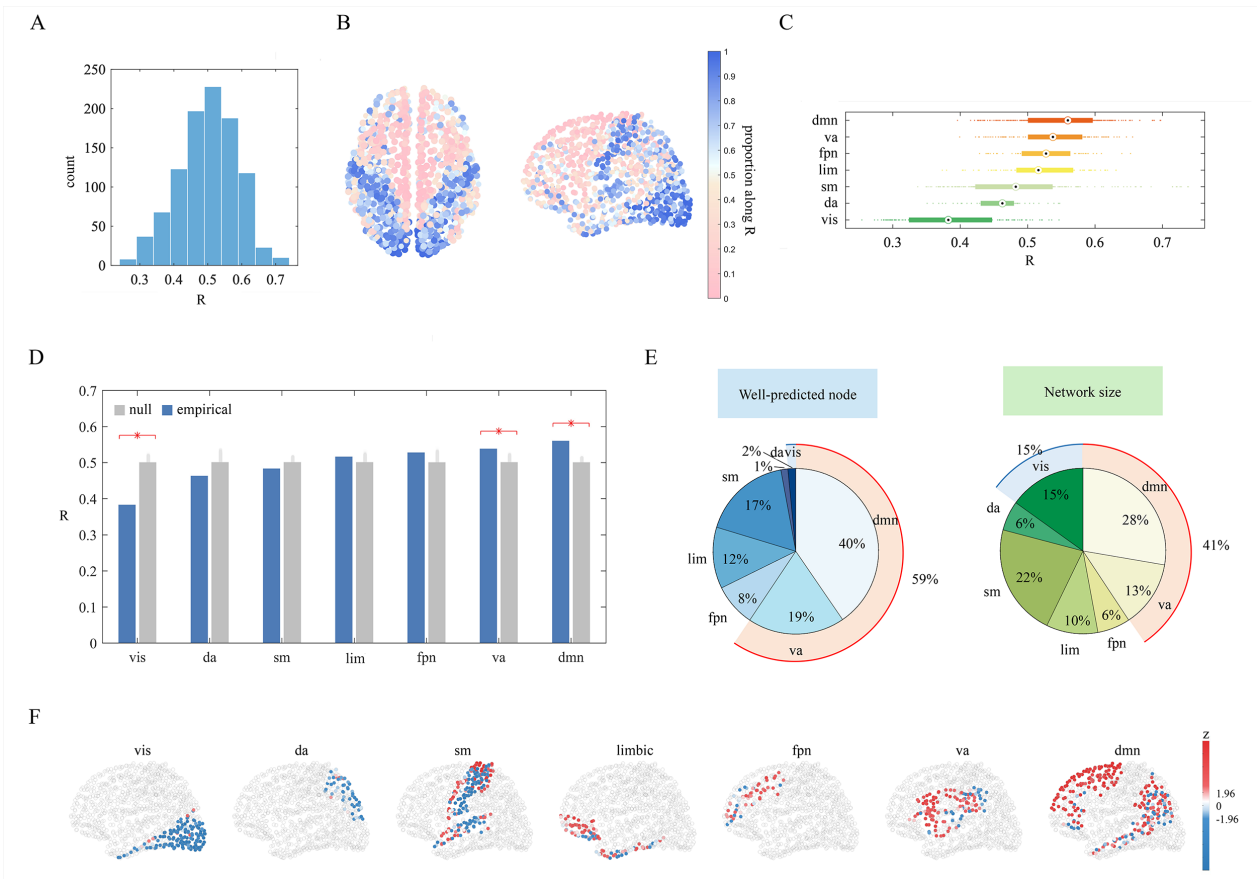 A
250
200
150
100
50
0
count
0.3 0.4 0.5 0.6 0.7
R
B
1
0.9
0.8
0.7
0.6
0.5
0.4
0.3
0.2
0.1
0
proportion along R
C
dmn
va
fpn
lim
sm
da
vis
0.3 0.4 0.5 0.6 0.7
R
D
0.7
0.6
0.5
0.4
0.3
0.2
0.1
0
R
null empirical
* * *
vis da sm lim fpn va dmn
E
Well-predicted node
2% da vis
1%
sm
17%
dmn
40%
lim
12%
59%
8%
fpn
19%
va
Network size
15%
vis
15%
dmn
da
6%
28%
41%
sm
22%
13%
va
10%
6%
fpn
lim
F
vis da sm limbic fpn va dmn
z
1.96
0
-1.96